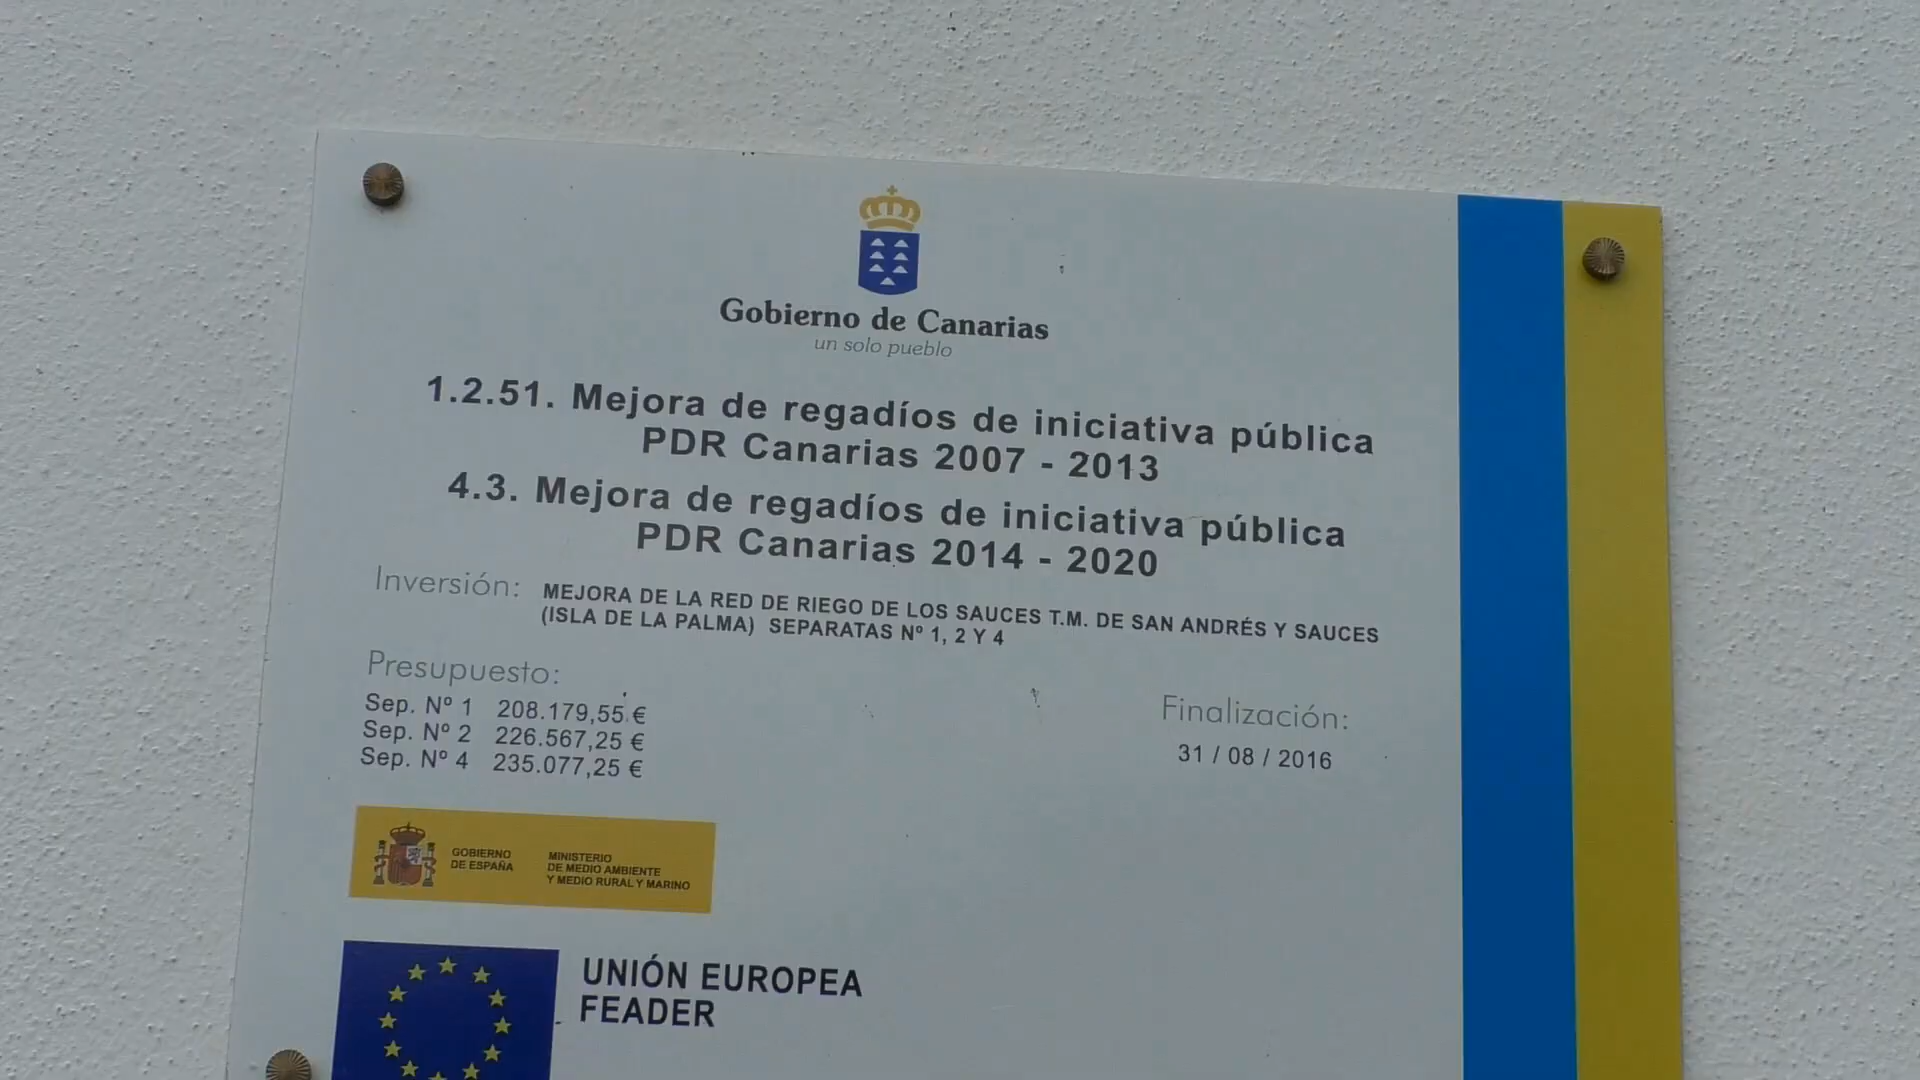 Gobierno de Canarias
un solo pueblo
1.2.51. Mejora de regadíos de iniciativa pública
PDR Canarias 2007 - 2013
4.3. Mejora de regadíos de iniciativa pública
PDR Canarias 2014 - 2020
Inversión: MEJORA DE LA RED DE RIEGO DE LOS SAUCES T.M. DE SAN ANDRÉS Y SAUCES
(ISLA DE LA PALMA) SEPARATAS Nº 1, 2 Y 4
Presupuesto:
Sep. Nº 1 208.179,55 €
Sep. Nº 2 226.567,25 €
Sep. Nº 4 235.077,25 €
Finalización:
31 / 08 / 2016
GOBIERNO
DE ESPAÑA
MINISTERIO
DE MEDIO AMBIENTE
Y MEDIO RURAL Y MARINO
UNIÓN EUROPEA
FEADER